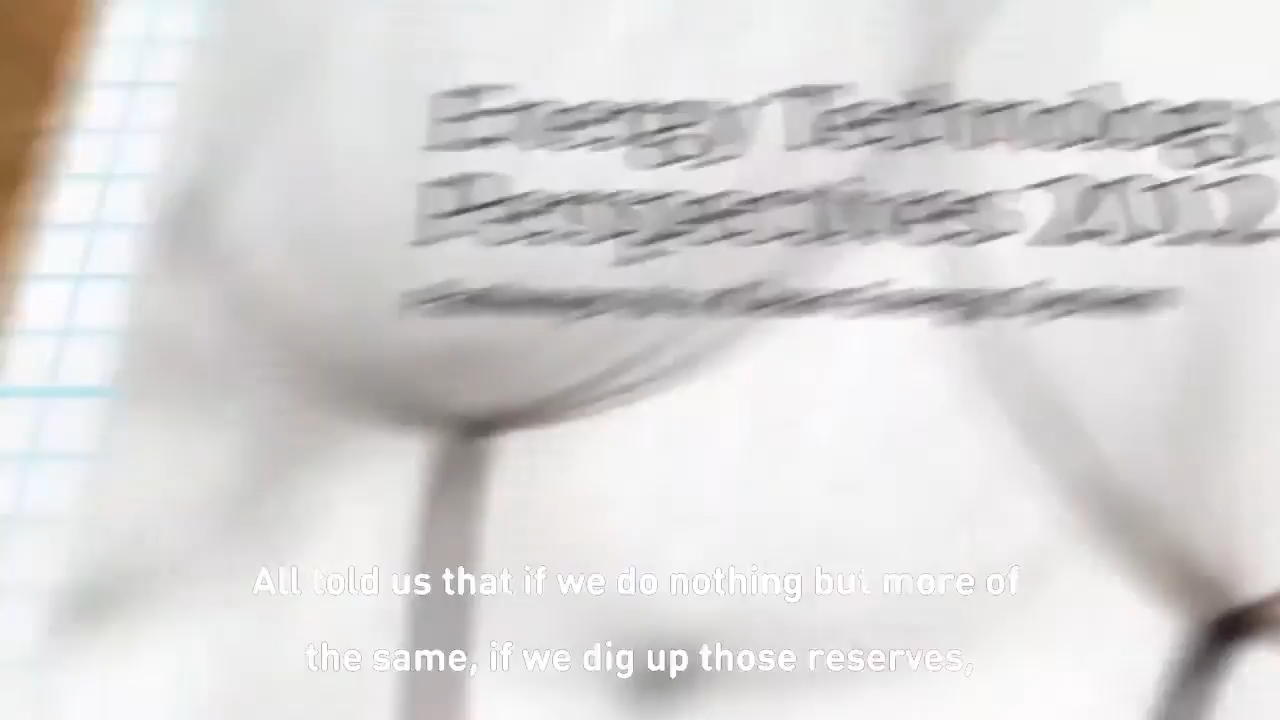 Energy Technology
Perspectives 2012
All told us that if we do nothing but more of
the same, if we dig up those reserves,